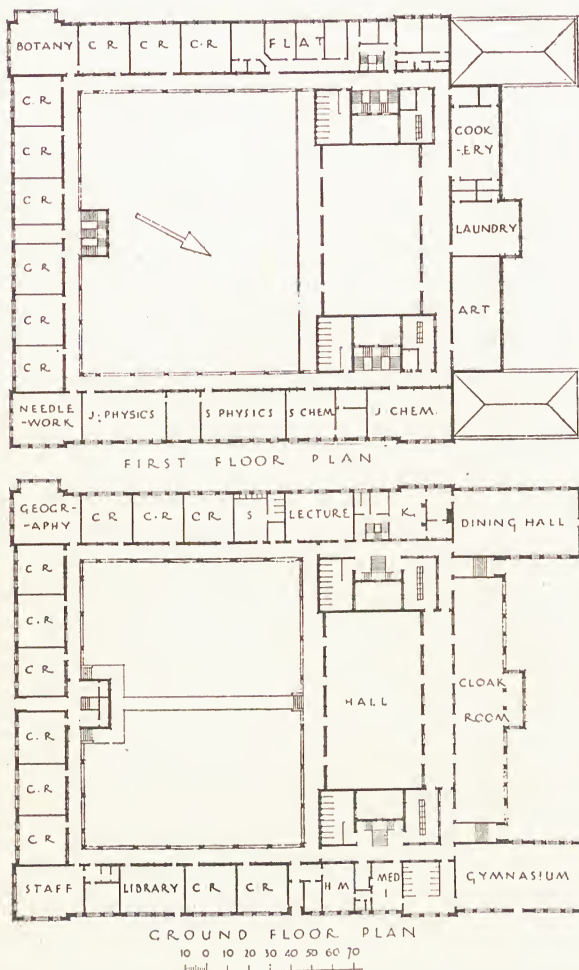 BOTANY
C R
C R
C·R
FLAT
C.R
C.R
C.R
C.R
C.R
C.R
COOK
-ERY
LAUNDRY
ART
NEEDLE
-WORK
J. PHYSICS
S PHYSICS
S CHEM
J. CHEM.
FIRST FLOOR PLAN
GEOGR-
-APHY
C R
C.R
C R
S
LECTURE
K.
DINING HALL
C R
C.R
C.R
C.R
C.R
C.R
HALL
CLOAK
ROOM
STAFF
LIBRARY
C R
C R
H M
MED
I
GYMNASIUM
GROUND FLOOR PLAN
10 0 10 20 30 40 50 60 70